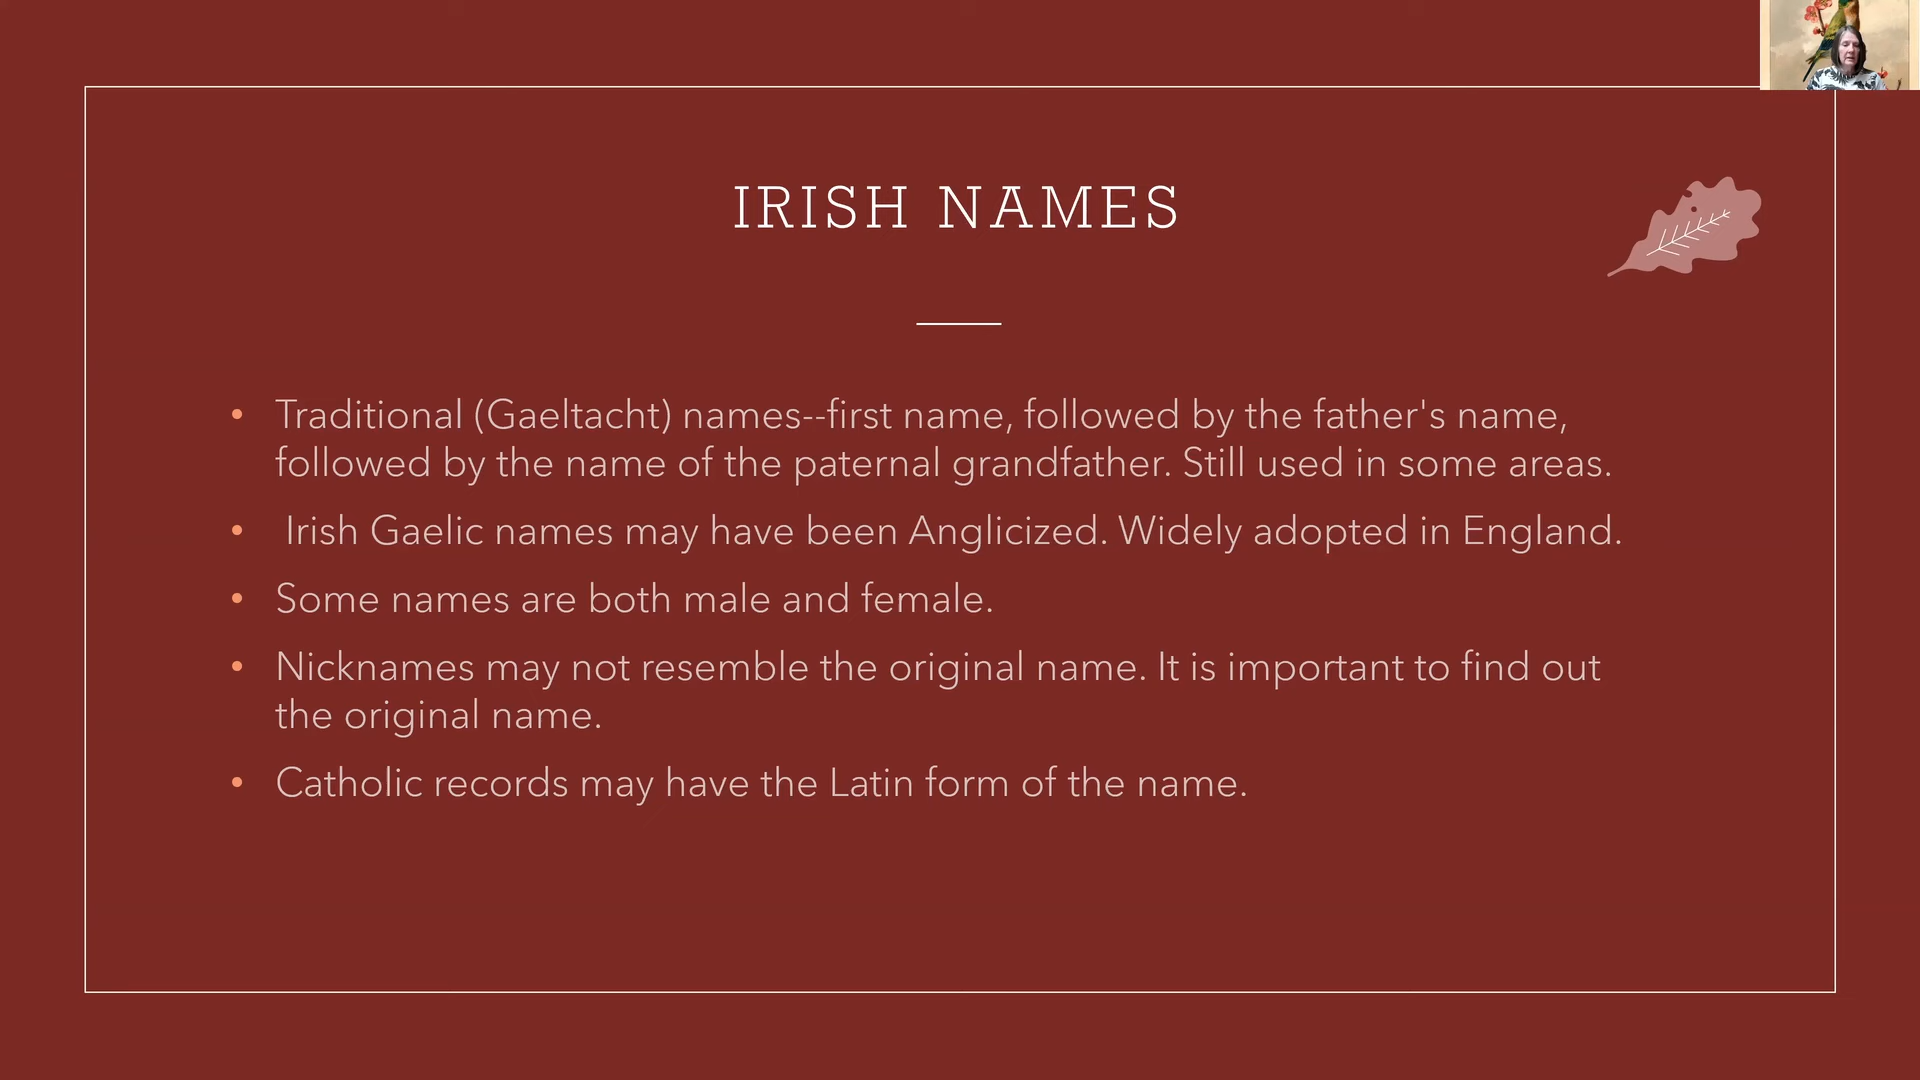 IRISH NAMES
• Traditional (Gaeltacht) names--first name, followed by the father's name,
followed by the name of the paternal grandfather. Still used in some areas.
• Irish Gaelic names may have been Anglicized. Widely adopted in England.
• Some names are both male and female.
• Nicknames may not resemble the original name. It is important to find out
the original name.
• Catholic records may have the Latin form of the name.